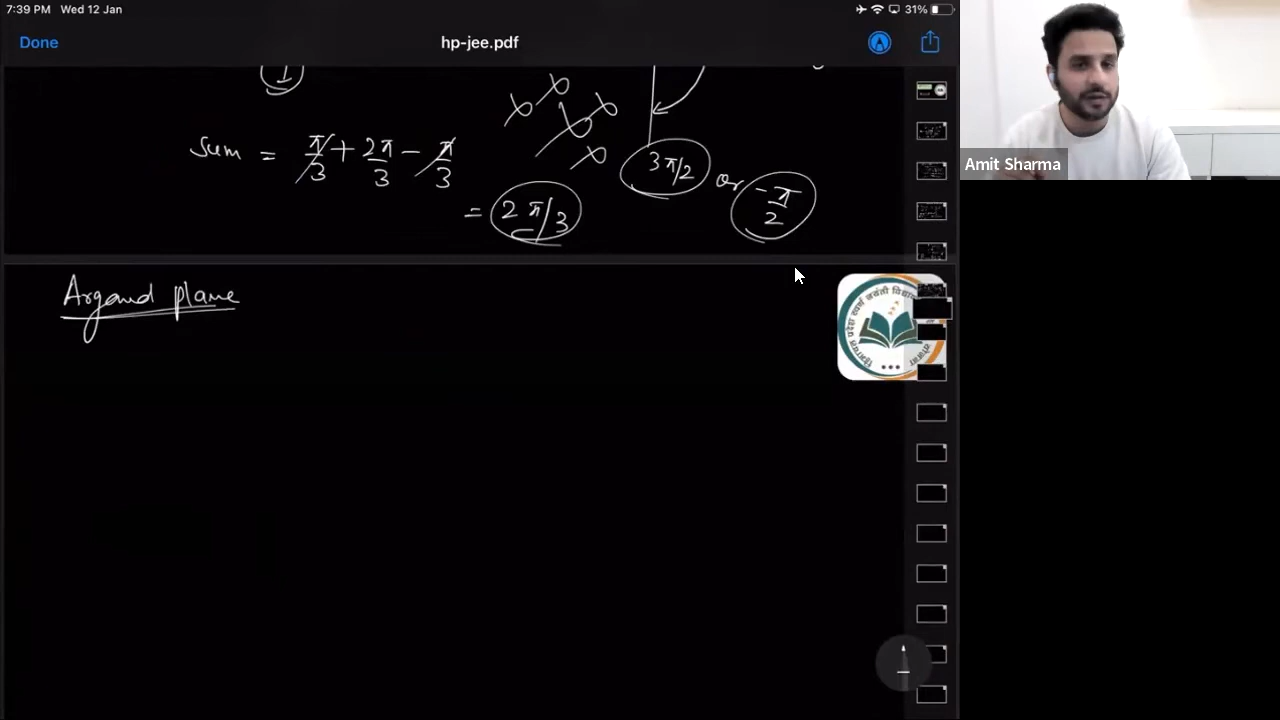 7:39 PM Wed 12 Jan
31%
Done
hp-jee.pdf
1
Sum = π/3 + 2π/3 - π/3
= 2π/3
3π/2 or -π/2
Argand plane
Amit Sharma